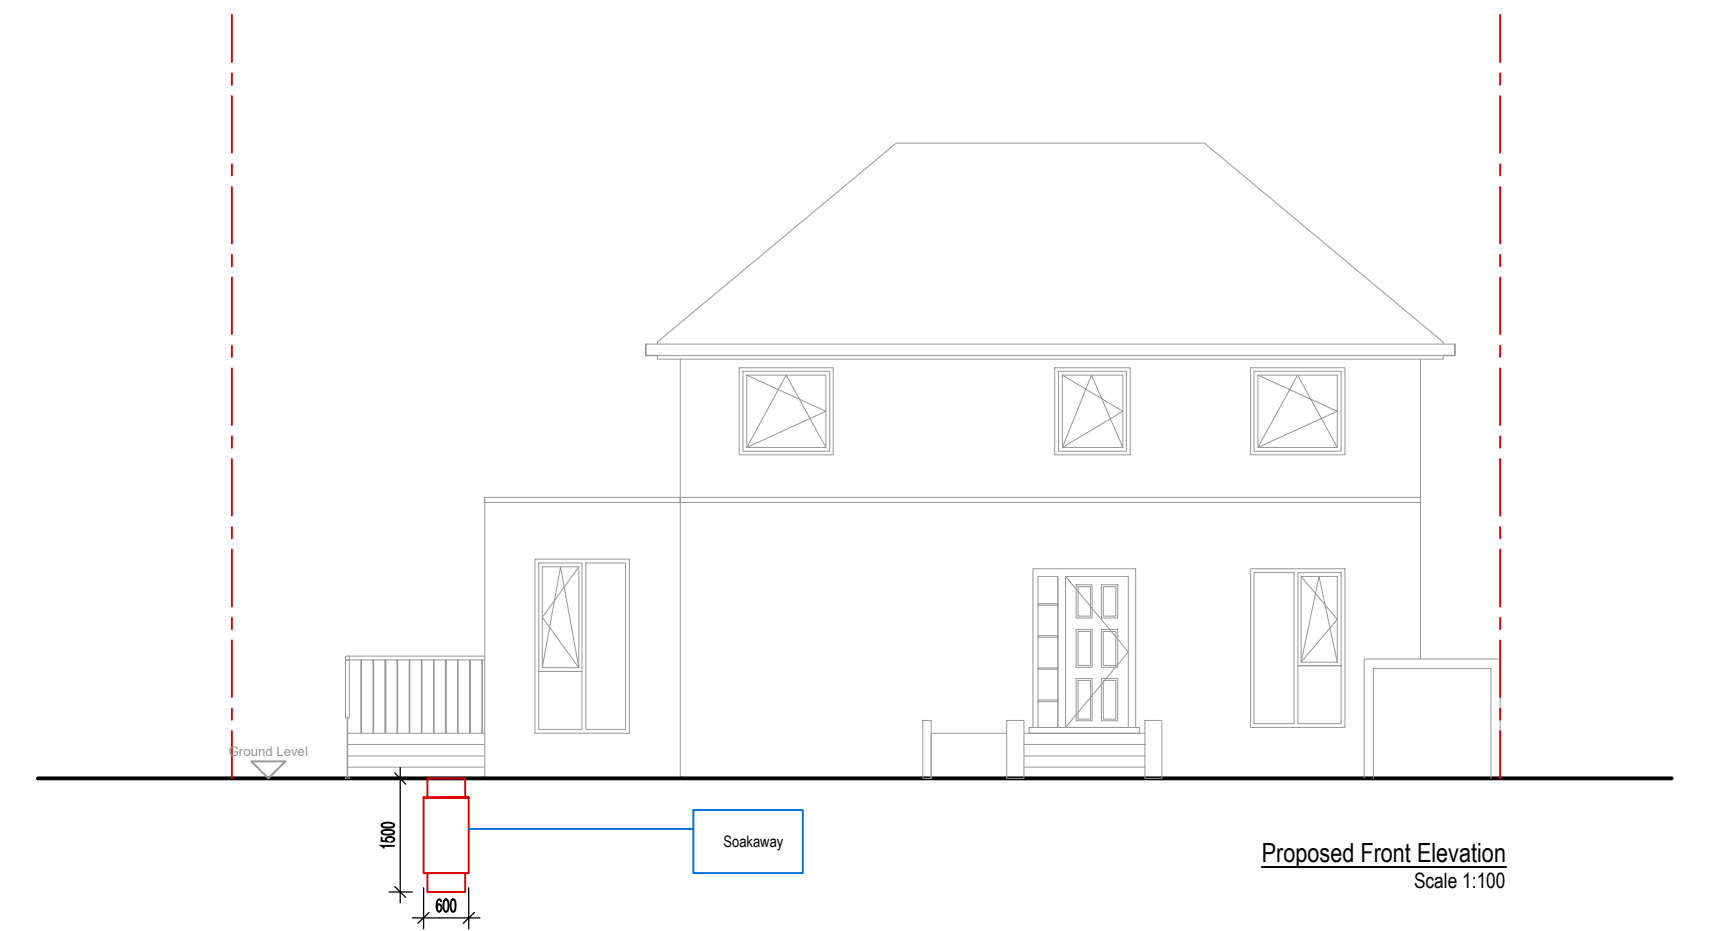 Ground Level
1500
Soakaway
600
Proposed Front Elevation
Scale 1:100